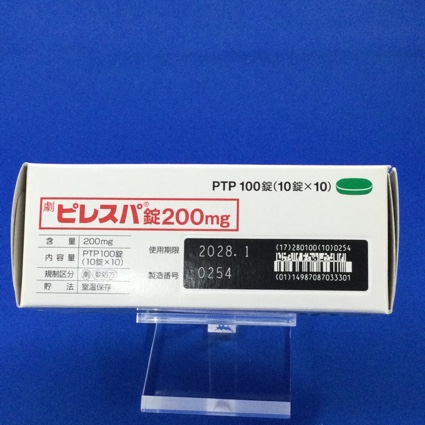 PTP 100錠(10錠×10)
劇 ピレスパ®錠200mg
含 量 200mg
内 容 量 PTP100錠
(10錠×10)
規制区分 劇 処方
貯 法 室温保存
使用期限 2028.1
製造番号 0254
(17)280100(10)0254
(01)14987087033301